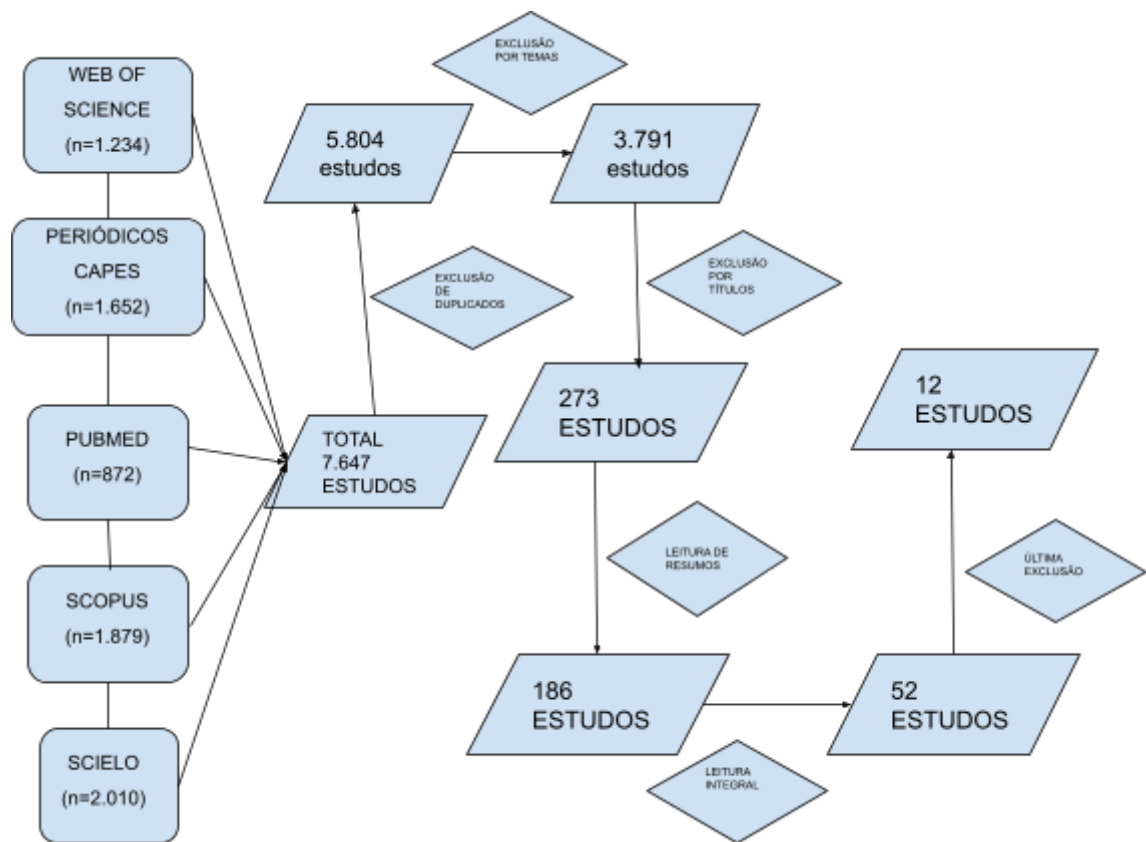 WEB OF
SCIENCE
(n=1.234)
PERIÓDICOS
CAPES
(n=1.652)
PUBMED
(n=872)
SCOPUS
(n=1.879)
SCIELO
(n=2.010)
TOTAL
7.647
ESTUDOS
EXCLUSÃO
DE
DUPLICADOS
5.804
estudos
EXCLUSÃO
POR TEMAS
3.791
estudos
EXCLUSÃO
POR
TÍTULOS
273
ESTUDOS
LEITURA DE
RESUMOS
186
ESTUDOS
LEITURA
INTEGRAL
52
ESTUDOS
ÚLTIMA
EXCLUSÃO
12
ESTUDOS